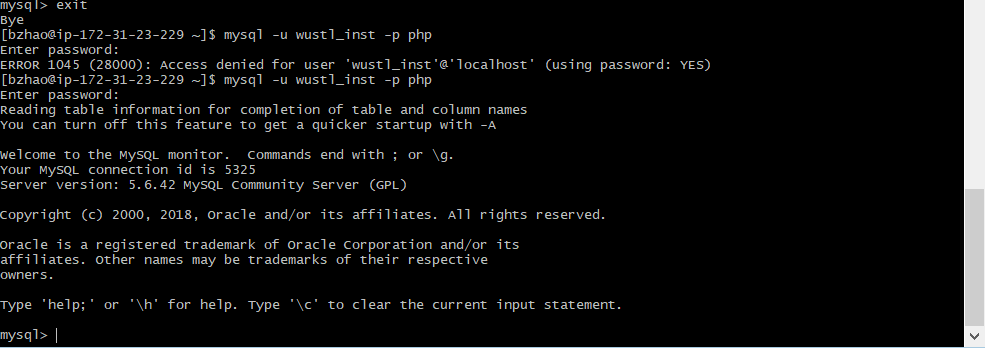 mysql> exit
Bye
[bzhao@ip-172-31-23-229 ~]$ mysql -u wustl_inst -p php
Enter password:
ERROR 1045 (28000): Access denied for user 'wustl_inst'@'localhost' (using password: YES)
[bzhao@ip-172-31-23-229 ~]$ mysql -u wustl_inst -p php
Enter password:
Reading table information for completion of table and column names
You can turn off this feature to get a quicker startup with -A
Welcome to the MySQL monitor.  Commands end with ; or \g.
Your MySQL connection id is 5325
Server version: 5.6.42 MySQL Community Server (GPL)
Copyright (c) 2000, 2018, Oracle and/or its affiliates. All rights reserved.
Oracle is a registered trademark of Oracle Corporation and/or its
affiliates. Other names may be trademarks of their respective
owners.
Type 'help;' or '\h' for help. Type '\c' to clear the current input statement.
mysql>